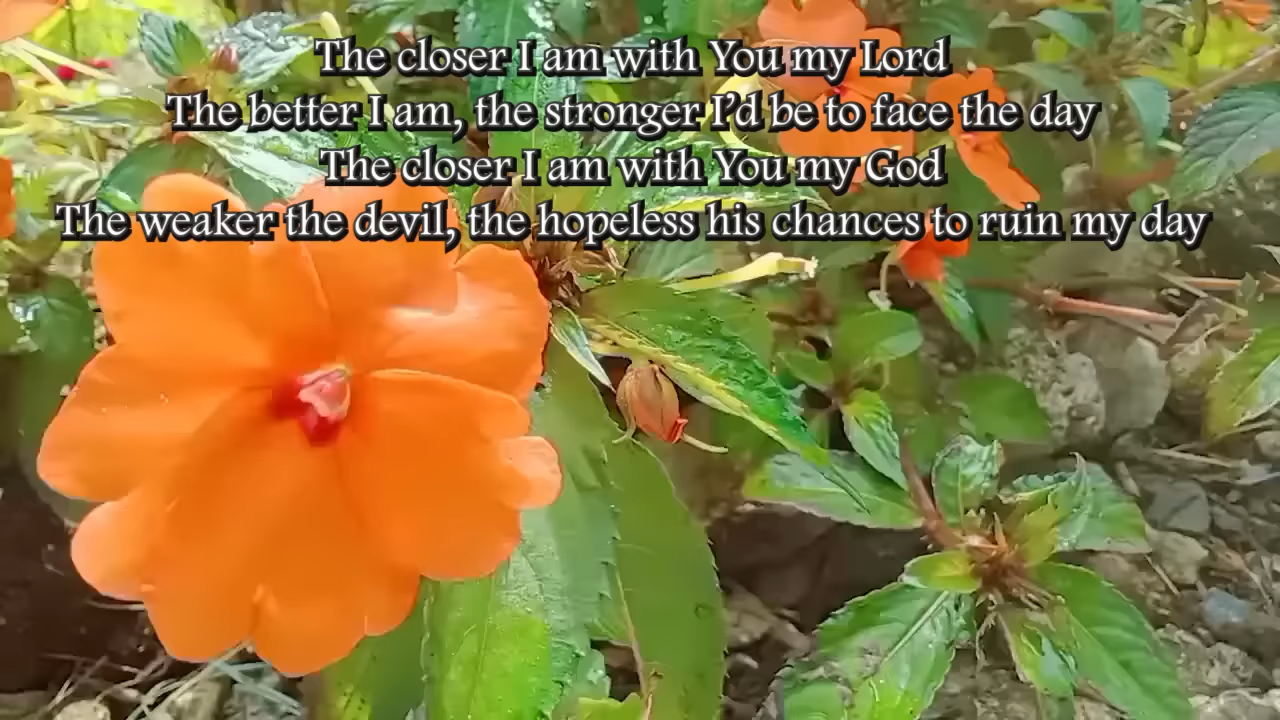 The closer I am with You my Lord
The better I am, the stronger I'd be to face the day
The closer I am with You my God
The weaker the devil, the hopeless his chances to ruin my day